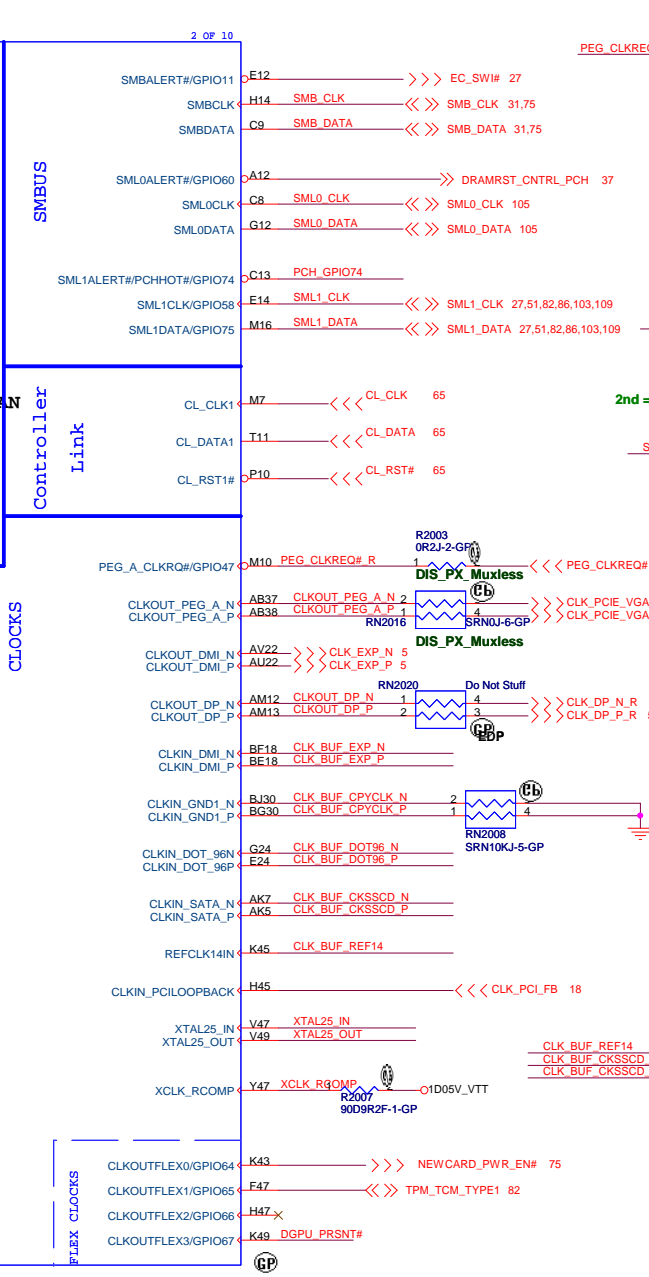 2 OF 10
PEG_CLKREQ
SMBUS
SMBALERT#/GPIO11 E12 EC_SWI# 27
SMBCLK H14 SMB_CLK SMB_CLK 31,75
SMBDATA C9 SMB_DATA SMB_DATA 31,75
SML0ALERT#/GPIO60 A12 DRAMRST_CNTRL_PCH 37
SML0CLK C8 SML0_CLK SML0_CLK 105
SML0DATA G12 SML0_DATA SML0_DATA 105
SML1ALERT#/PCHHOT#/GPIO74 C13 PCH_GPIO74
SML1CLK/GPIO58 E14 SML1_CLK SML1_CLK 27,51,82,86,103,109
SML1DATA/GPIO75 M16 SML1_DATA SML1_DATA 27,51,82,86,103,109
Controller
Link
CL_CLK1 M7 CL_CLK 65
2nd =
CL_DATA1 T11 CL_DATA 65
CL_RST1# P10 CL_RST# 65
CLOCKS
R2003
0R2J-2-GP
PEG_A_CLKRQ#/GPIO47 M10 PEG_CLKREQ#_R 1 2 PEG_CLKREQ#
DIS_PX_Muxless
CLKOUT_PEG_A_N AB37 CLKOUT_PEG_A_N 2 CLK_PCIE_VGA
CLKOUT_PEG_A_P AB38 CLKOUT_PEG_A_P 1 4 CLK_PCIE_VGA
RN2016 SRN0J-6-GP
DIS_PX_Muxless
CLKOUT_DMI_N AV22 CLK_EXP_N 5
CLKOUT_DMI_P AU22 CLK_EXP_P 5
RN2020 Do Not Stuff
CLKOUT_DP_N AM12 CLKOUT_DP_N 1 4 CLK_DP_N_R
CLKOUT_DP_P AM13 CLKOUT_DP_P 2 3 CLK_DP_P_R
EDP
CLKIN_DMI_N BF18 CLK_BUF_EXP_N
CLKIN_DMI_P BE18 CLK_BUF_EXP_P
CLKIN_GND1_N BJ30 CLK_BUF_CPYCLK_N 2
CLKIN_GND1_P BG30 CLK_BUF_CPYCLK_P 1 4
RN2008
SRN10KJ-5-GP
CLKIN_DOT_96N G24 CLK_BUF_DOT96_N
CLKIN_DOT_96P E24 CLK_BUF_DOT96_P
CLKIN_SATA_N AK7 CLK_BUF_CKSSCD_N
CLKIN_SATA_P AK5 CLK_BUF_CKSSCD_P
REFCLK14IN K45 CLK_BUF_REF14
CLKIN_PCILOOPBACK H45 CLK_PCI_FB 18
XTAL25_IN V47 XTAL25_IN
XTAL25_OUT V49 XTAL25_OUT
CLK_BUF_REF14
CLK_BUF_CKSSCD_
CLK_BUF_CKSSCD_
XCLK_RCOMP Y47 XCLK_RCOMP 1 2 1D05V_VTT
R2007
90D9R2F-1-GP
FLEX CLOCKS
CLKOUTFLEX0/GPIO64 K43 NEWCARD_PWR_EN# 75
CLKOUTFLEX1/GPIO65 F47 TPM_TCM_TYPE1 82
CLKOUTFLEX2/GPIO66 H47
CLKOUTFLEX3/GPIO67 K49 DGPU_PRSNT#
GP